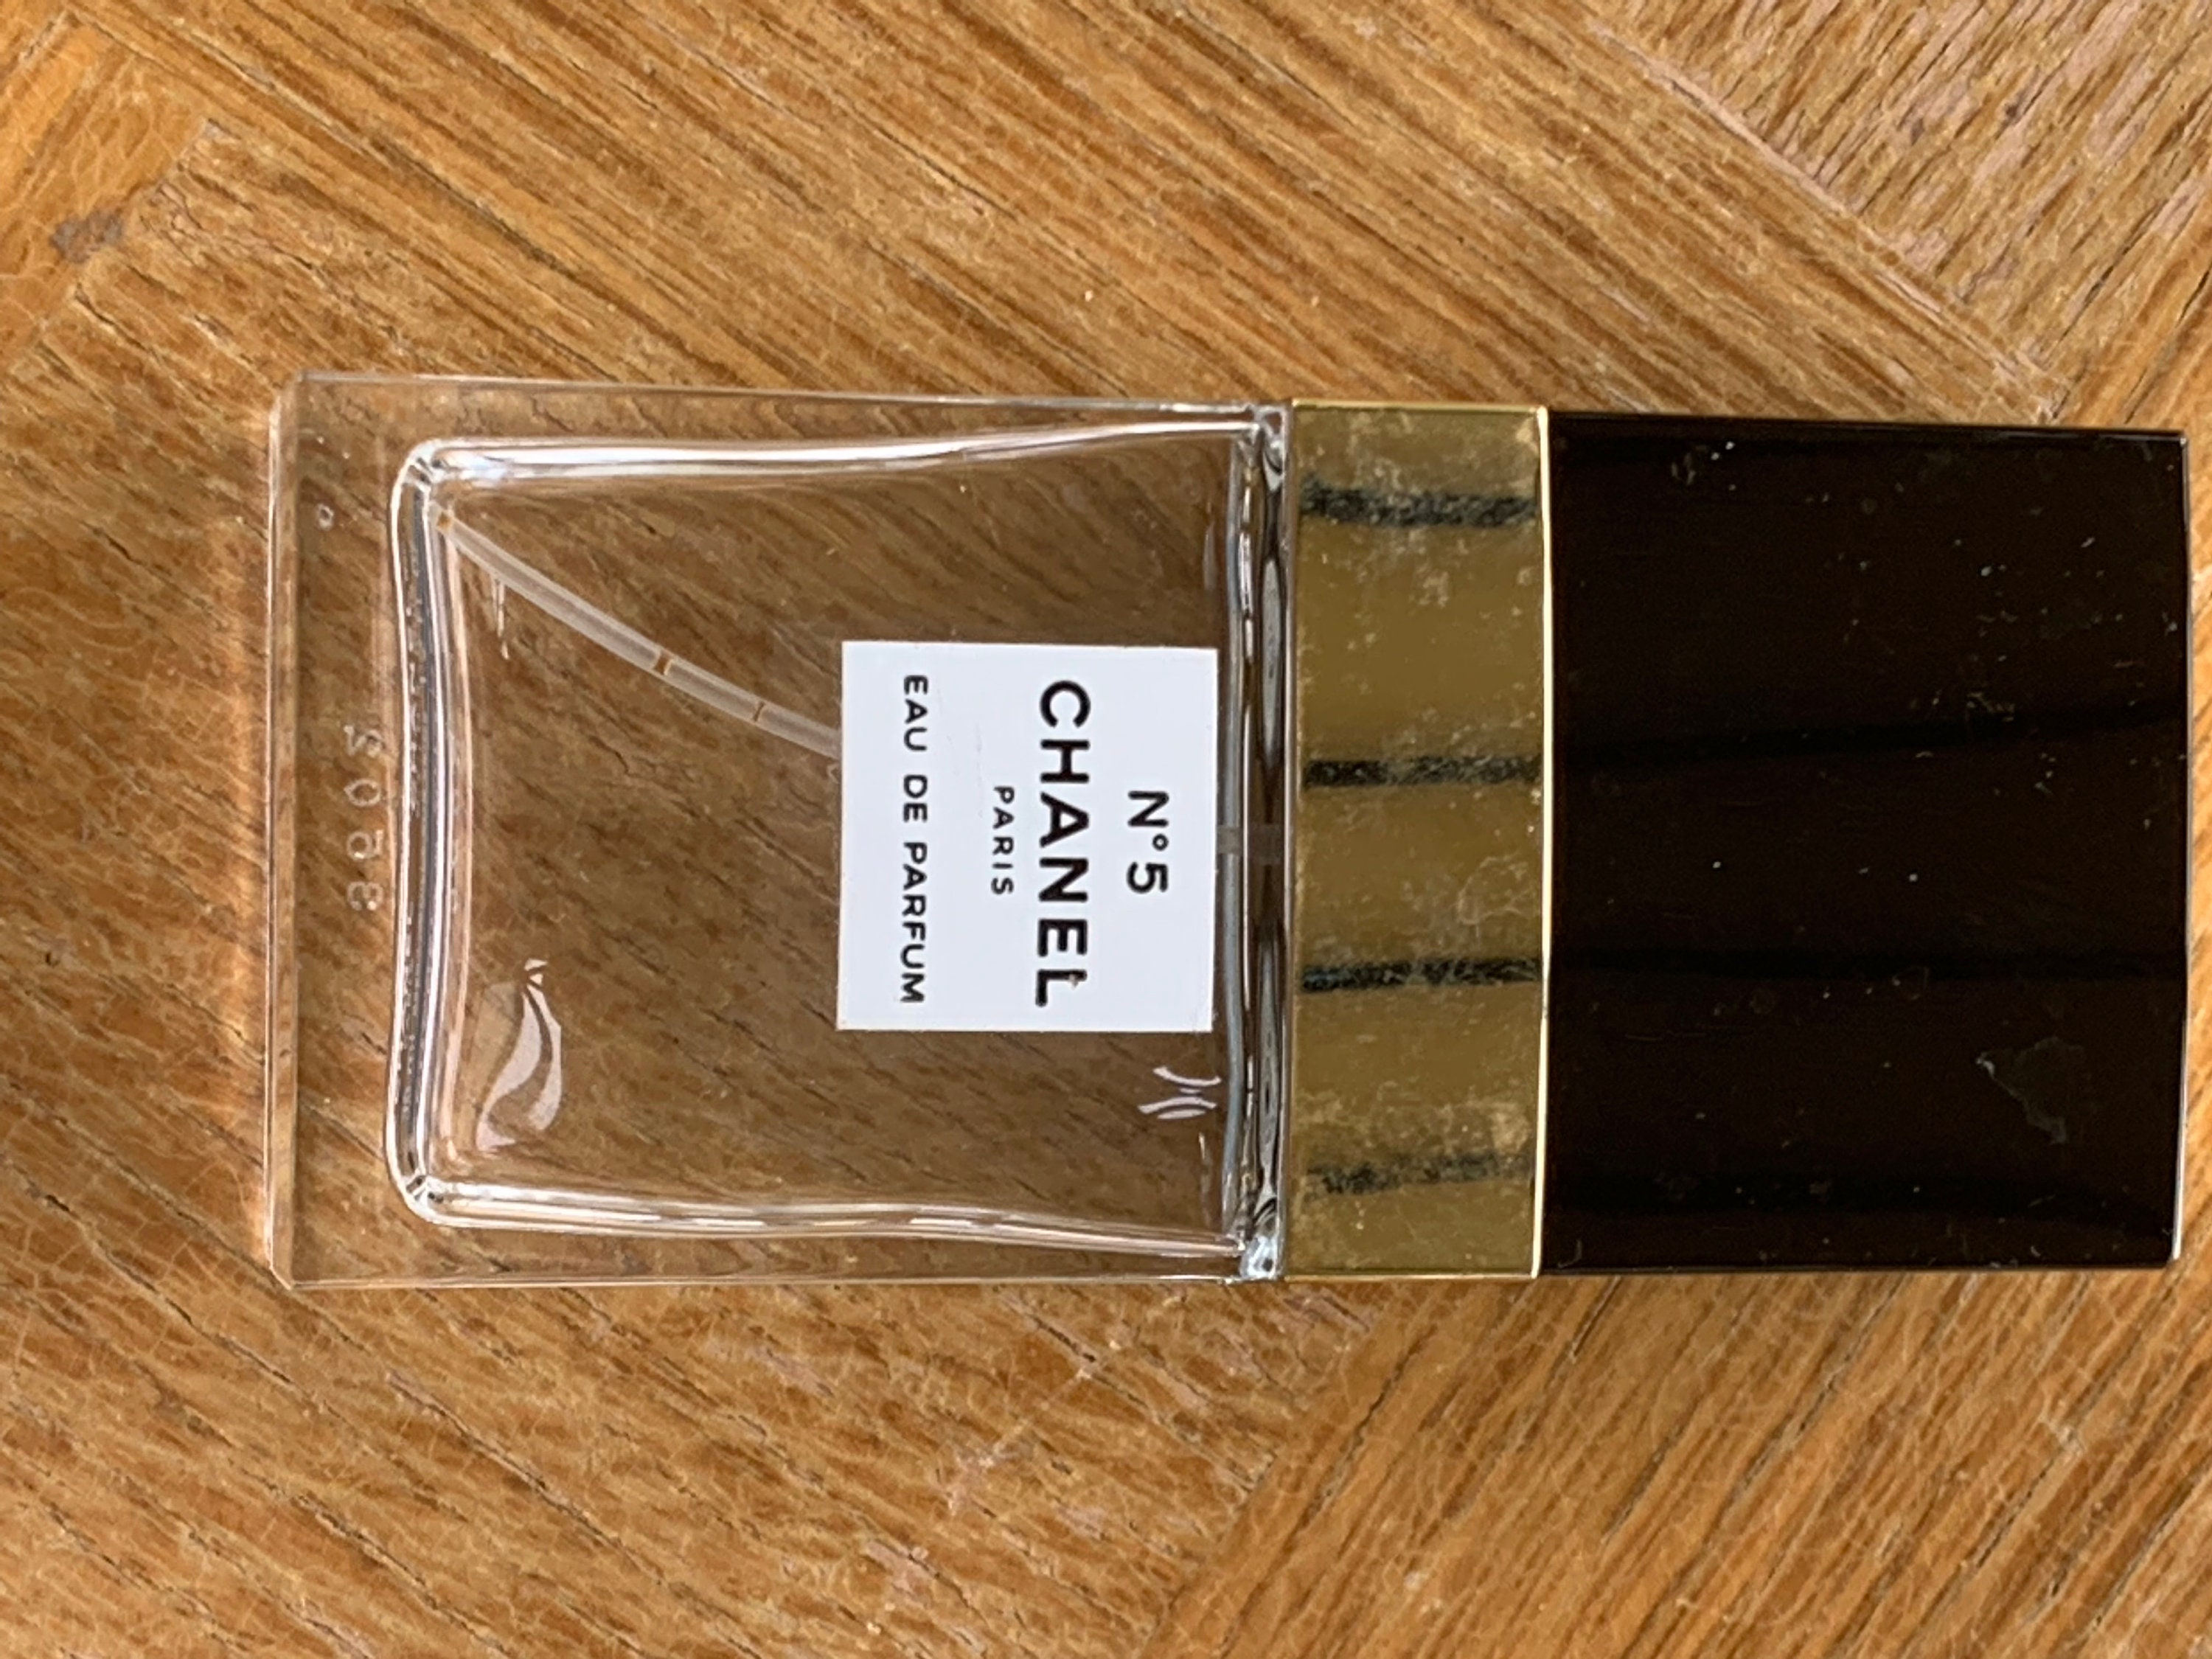 N°5
CHANEL
PARIS
EAU DE PARFUM